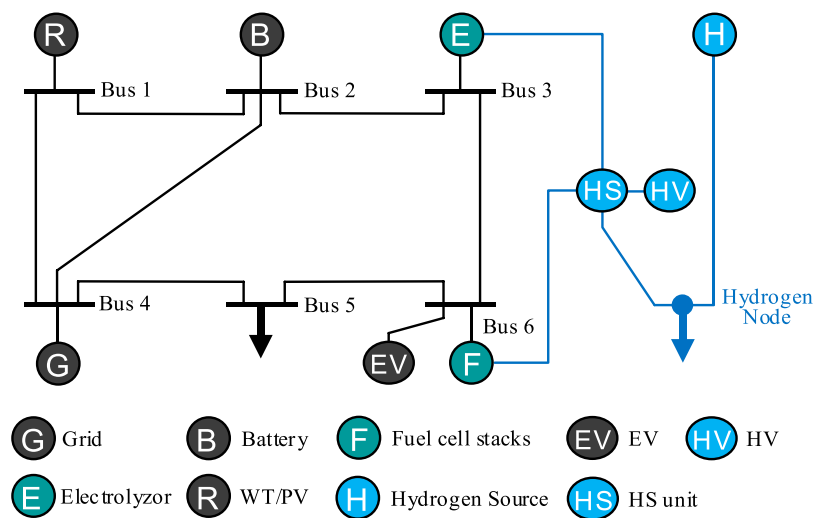 R
B
E
H
Bus 1
Bus 2
Bus 3
HS
HV
Bus 4
Bus 5
Bus 6
Hydrogen
Node
G
EV
F
G Grid
B Battery
F Fuel cell stacks
EV EV
HV HV
E Electrolyzor
R WT/PV
H Hydrogen Source
HS HS unit